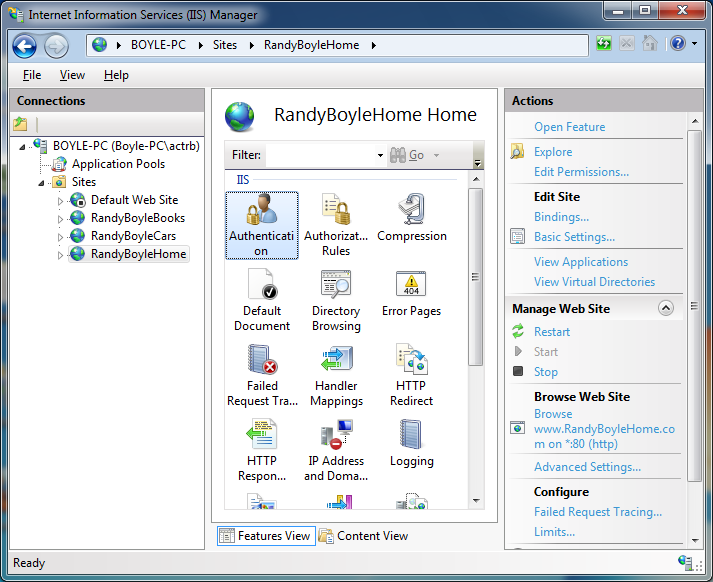 Internet Information Services (IIS) Manager
BOYLE-PC
Sites
RandyBoyleHome
File
View
Help
Connections
BOYLE-PC (Boyle-PC\actrb)
Application Pools
Sites
Default Web Site
RandyBoyleBooks
RandyBoyleCars
RandyBoyleHome
RandyBoyleHome Home
Filter:
Go
IIS
Authenticati
on
Authorizat...
Rules
Compression
Default
Document
Directory
Browsing
Error Pages
404
Failed
Request Tra...
Handler
Mappings
HTTP
Redirect
HTTP
Respon...
IP Address
and Doma...
Logging
Features View
Content View
Actions
Open Feature
Explore
Edit Permissions...
Edit Site
Bindings...
Basic Settings...
View Applications
View Virtual Directories
Manage Web Site
Restart
Start
Stop
Browse Web Site
Browse
www.RandyBoyleHome.co
m on *:80 (http)
Advanced Settings...
Configure
Failed Request Tracing...
Limits...
Ready